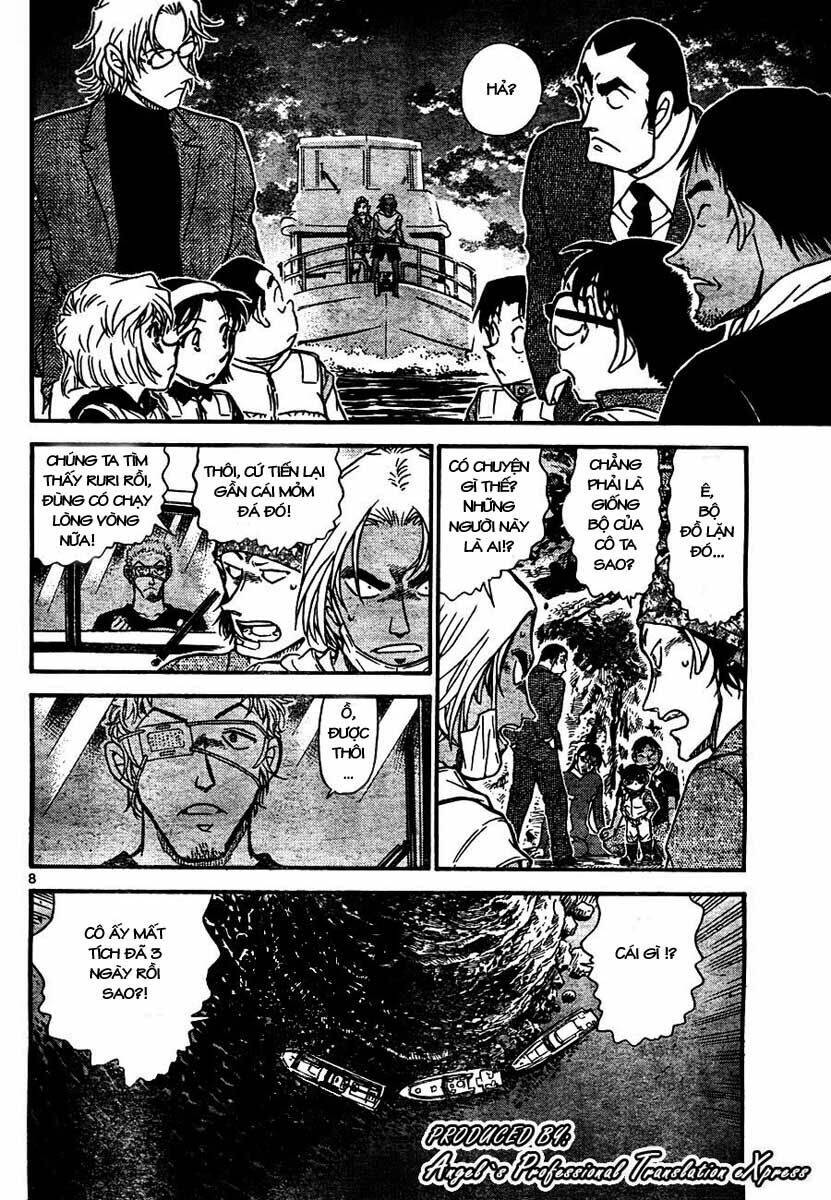 HẢ?
Ê,
BỘ
ĐỒ LẶN
ĐÓ...
CHẲNG
PHẢI LÀ
GIỐNG
BỘ CỦA
CÔ TA
SAO?
CÓ CHUYỆN
GÌ THẾ?
NHỮNG
NGƯỜI NÀY
LÀ AI!?
THÔI, CỨ TIẾN LẠI
GẦN CÁI MỎM
ĐÁ ĐÓ!
CHÚNG TA TÌM
THẤY RURI RỒI,
ĐỪNG CÓ CHẠY
LÒNG VÒNG
NỮA!
Ồ,
ĐƯỢC
THÔI
...
8
CÁI GÌ !?
CÔ ẤY MẤT
TÍCH ĐÃ 3
NGÀY RỒI
SAO?!
PRODUCED BY:
Angel's Professional Translation eXpress